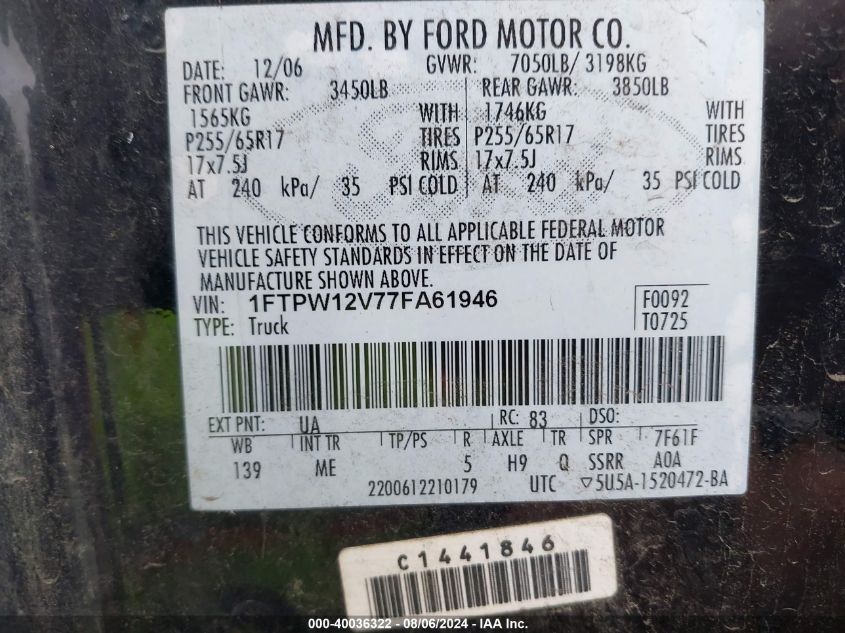 MFD. BY FORD MOTOR CO.
DATE: 12/06 GVWR: 7050LB/ 3198KG
FRONT GAWR: 3450LB REAR GAWR: 3850LB
1565KG WITH 1746KG WITH
P255/65R17 TIRES P255/65R17 TIRES
17x7.5J RIMS 17x7.5J RIMS
AT 240 kPa/ 35 PSI COLD AT 240 kPa/ 35 PSI COLD
THIS VEHICLE CONFORMS TO ALL APPLICABLE FEDERAL MOTOR
VEHICLE SAFETY STANDARDS IN EFFECT ON THE DATE OF
MANUFACTURE SHOWN ABOVE.
VIN: 1FTPW12V77FA61946 F0092
TYPE: Truck T0725
EXT PNT: UA RC: 83 DSO:
WB INT TR TP/PS R AXLE TR SPR 7F61F
139 ME 5 H9 Q SSRR A0A
2200612210179 UTC ▽5U5A-1520472-BA
C1441846
000-40036322 - 08/06/2024 - IAAI Inc.